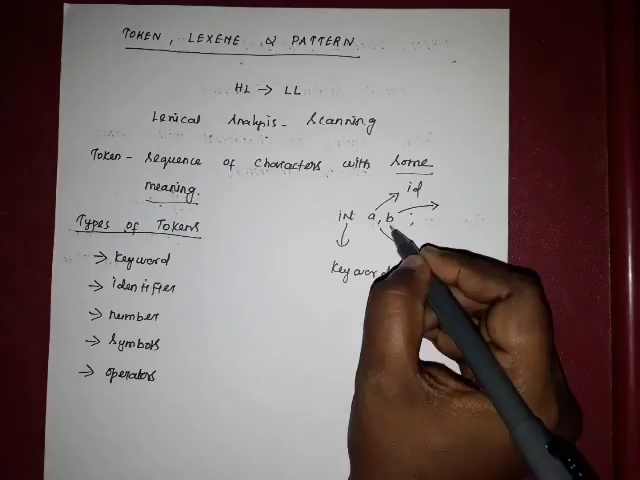 TOKEN, LEXEME & PATTERN
HL → LL
Lexical Analysis - Scanning
Token - Sequence of characters with some
meaning.
id
int a, b ;
Keyword
Types of Tokens
→ Keyword
→ identifier
→ number
→ symbols
→ operators